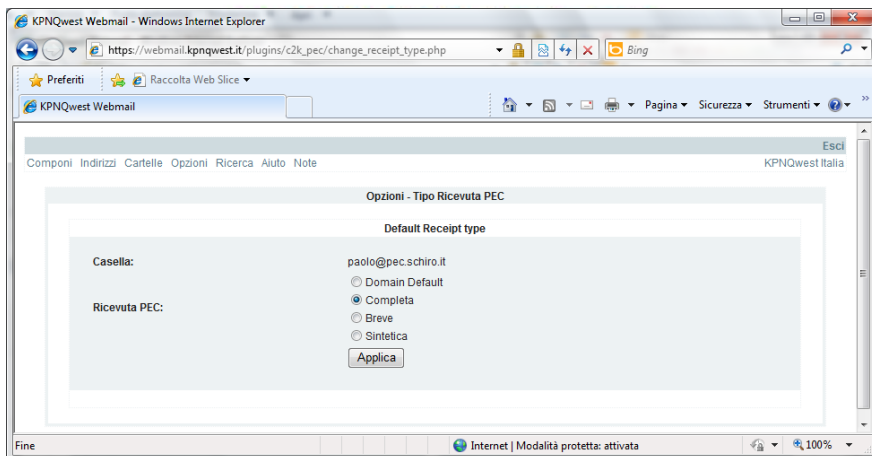 KPNQwest Webmail - Windows Internet Explorer
https://webmail.kpnqwest.it/plugins/c2k_pec/change_receipt_type.php Bing
Preferiti Raccolta Web Slice
KPNQwest Webmail Pagina Sicurezza Strumenti »
Esci
Componi Indirizzi Cartelle Opzioni Ricerca Aiuto Note KPNQwest Italia
Opzioni - Tipo Ricevuta PEC
Default Receipt type
Casella: paolo@pec.schiro.it
Domain Default
Ricevuta PEC: Completa
Breve
Sintetica
Applica
Fine Internet | Modalità protetta: attivata 100%